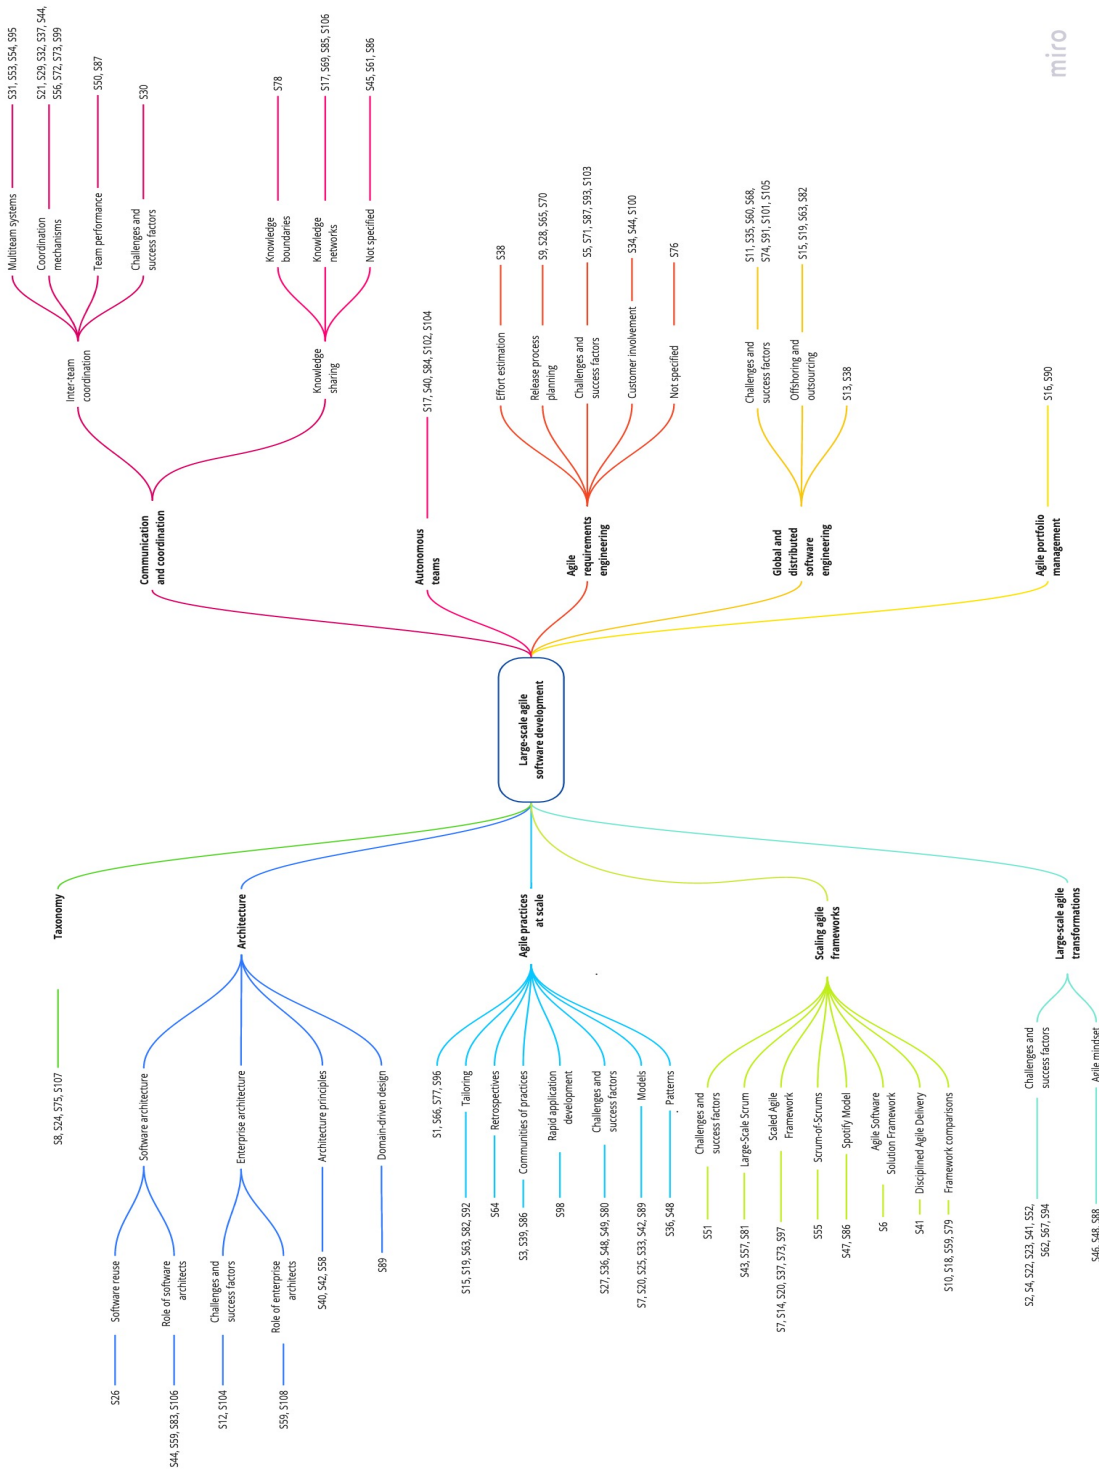 Large-scale agile
software development
Taxonomy
S8, S24, S75, S107
Architecture
Software architecture
Software reuse
S26
Role of software
architects
S44, S59, S83, S106
Enterprise architecture
Challenges and
success factors
S12, S104
Role of enterprise
architects
S59, S108
Architecture principles
S40, S42, S58
Domain-driven design
S89
Agile practices
at scale
S1, S66, S77, S96
Tailoring
S15, S19, S63, S82, S92
Retrospectives
S64
Communities of practices
S3, S39, S86
Rapid application
development
S98
Challenges and
success factors
S27, S36, S48, S49, S80
Models
S7, S20, S25, S33, S42, S89
Patterns
S36, S48
Scaling agile
frameworks
Challenges and
success factors
S51
Large-Scale Scrum
S43, S57, S81
Scaled Agile
Framework
S7, S14, S20, S37, S73, S97
Scrum-of-Scrums
S55
Spotify Model
S47, S86
Agile Software
Solution Framework
S6
Disciplined Agile Delivery
S41
Framework comparisons
S10, S18, S59, S79
Large-scale agile
transformations
Challenges and
success factors
S2, S4, S22, S23, S41, S52,
S62, S67, S94
Agile mindset
S46, S48, S88
Communication
and coordination
Inter-team
coordination
Multiteam systems
S31, S53, S54, S95
Coordination
mechanisms
S21, S29, S32, S37, S44,
S56, S72, S73, S99
Team performance
S50, S87
Challenges and
success factors
S30
Knowledge
sharing
Knowledge
boundaries
S78
Knowledge
networks
S17, S69, S85, S106
Not specified
S45, S61, S86
Autonomous
teams
S17, S40, S84, S102, S104
Agile
requirements
engineering
Effort estimation
S38
Release process
planning
S9, S28, S65, S70
Challenges and
success factors
S5, S71, S87, S93, S103
Customer involvement
S34, S44, S100
Not specified
S76
Global and
distributed
software
engineering
Challenges and
success factors
S11, S35, S60, S68,
S74, S91, S101, S105
Offshoring and
outsourcing
S15, S19, S63, S82
S13, S38
Agile portfolio
management
S16, S90
miro